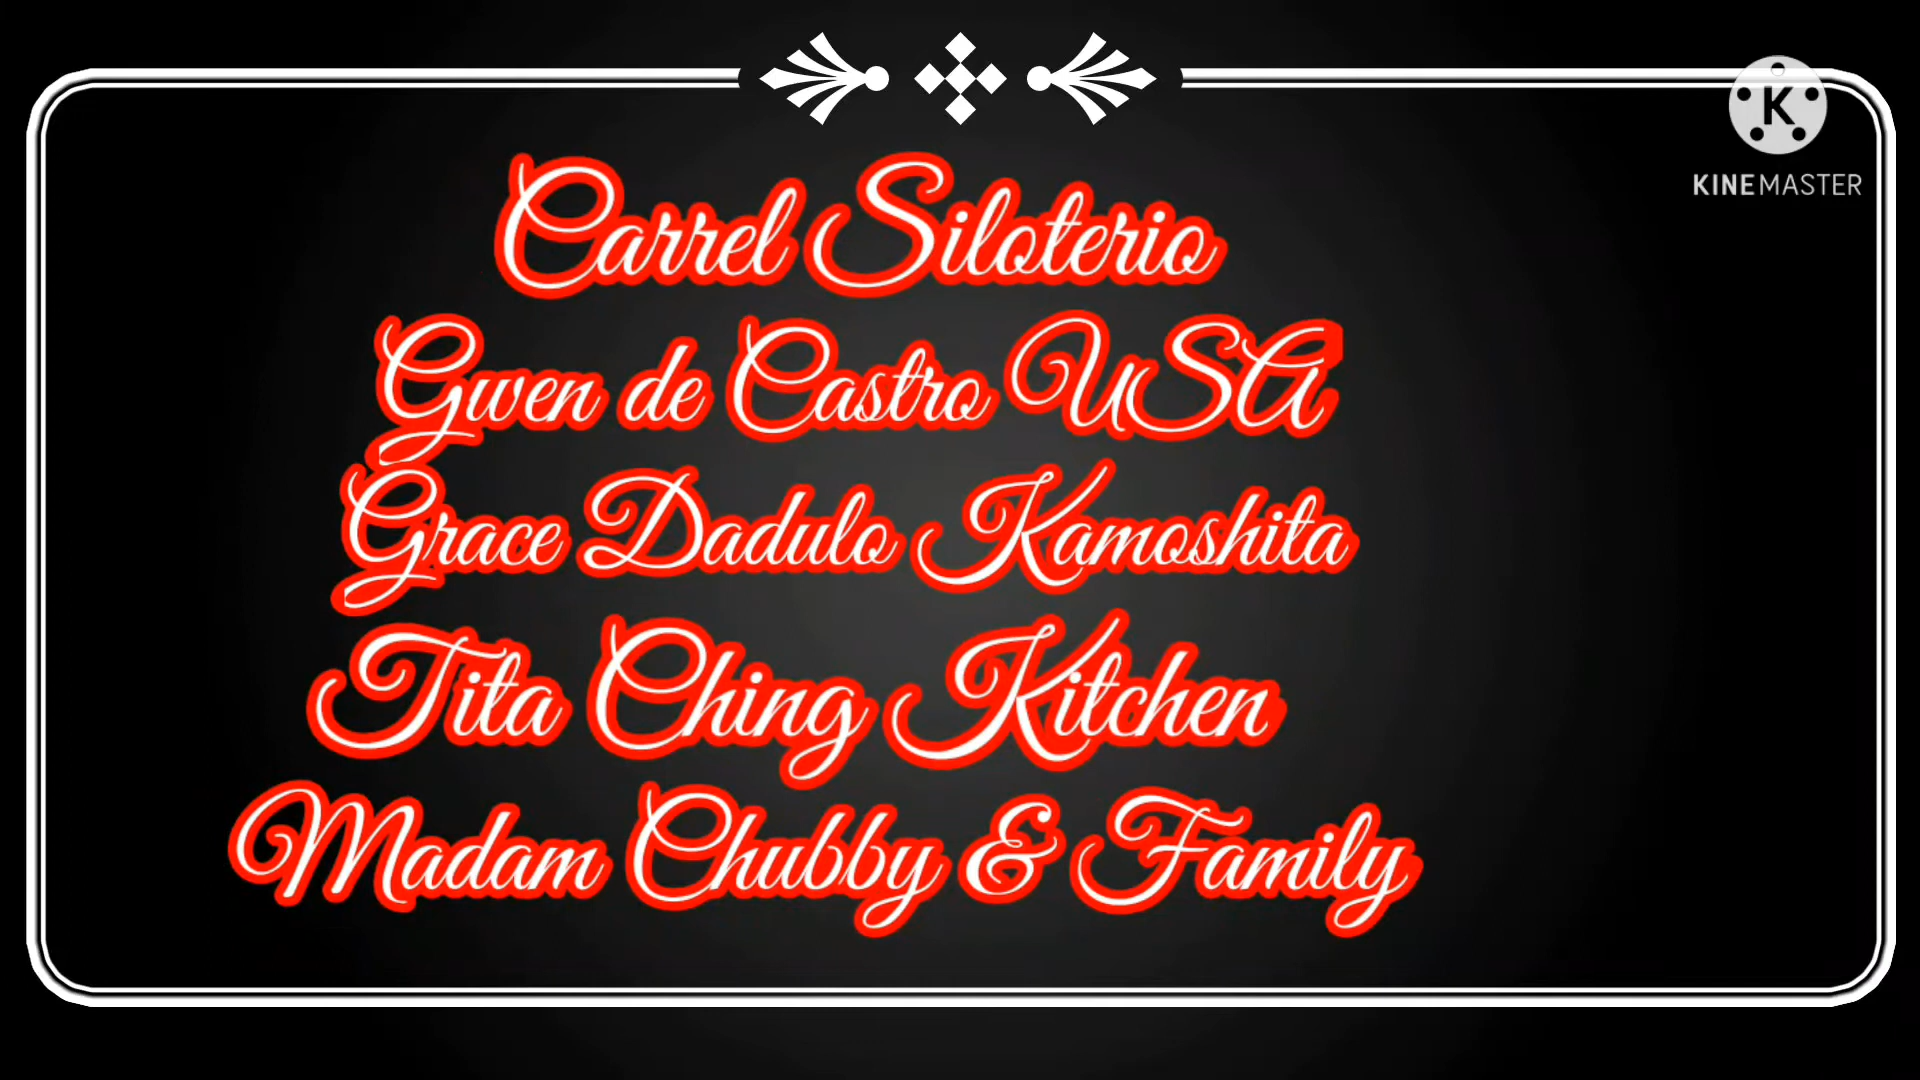 KINEMASTER
Carrel Siloterio
Gwen de Castro USA
Grace Dadulo Kamoshita
Tita Ching Kitchen
Madam Chubby & Family